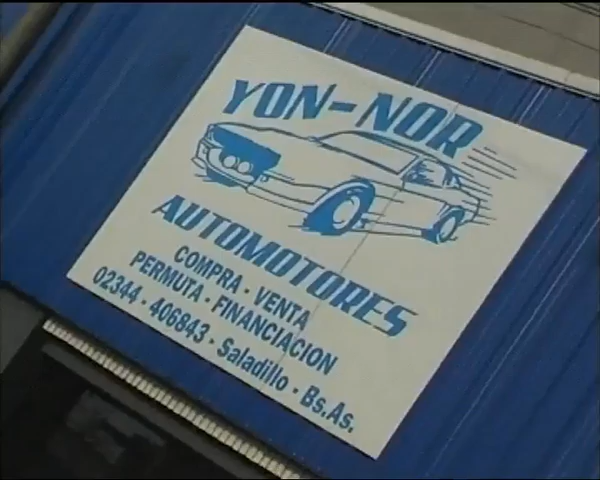 YON-NOR
AUTOMOTORES
COMPRA - VENTA
PERMUTA - FINANCIACION
02344 - 406843 - Saladillo - Bs.As.